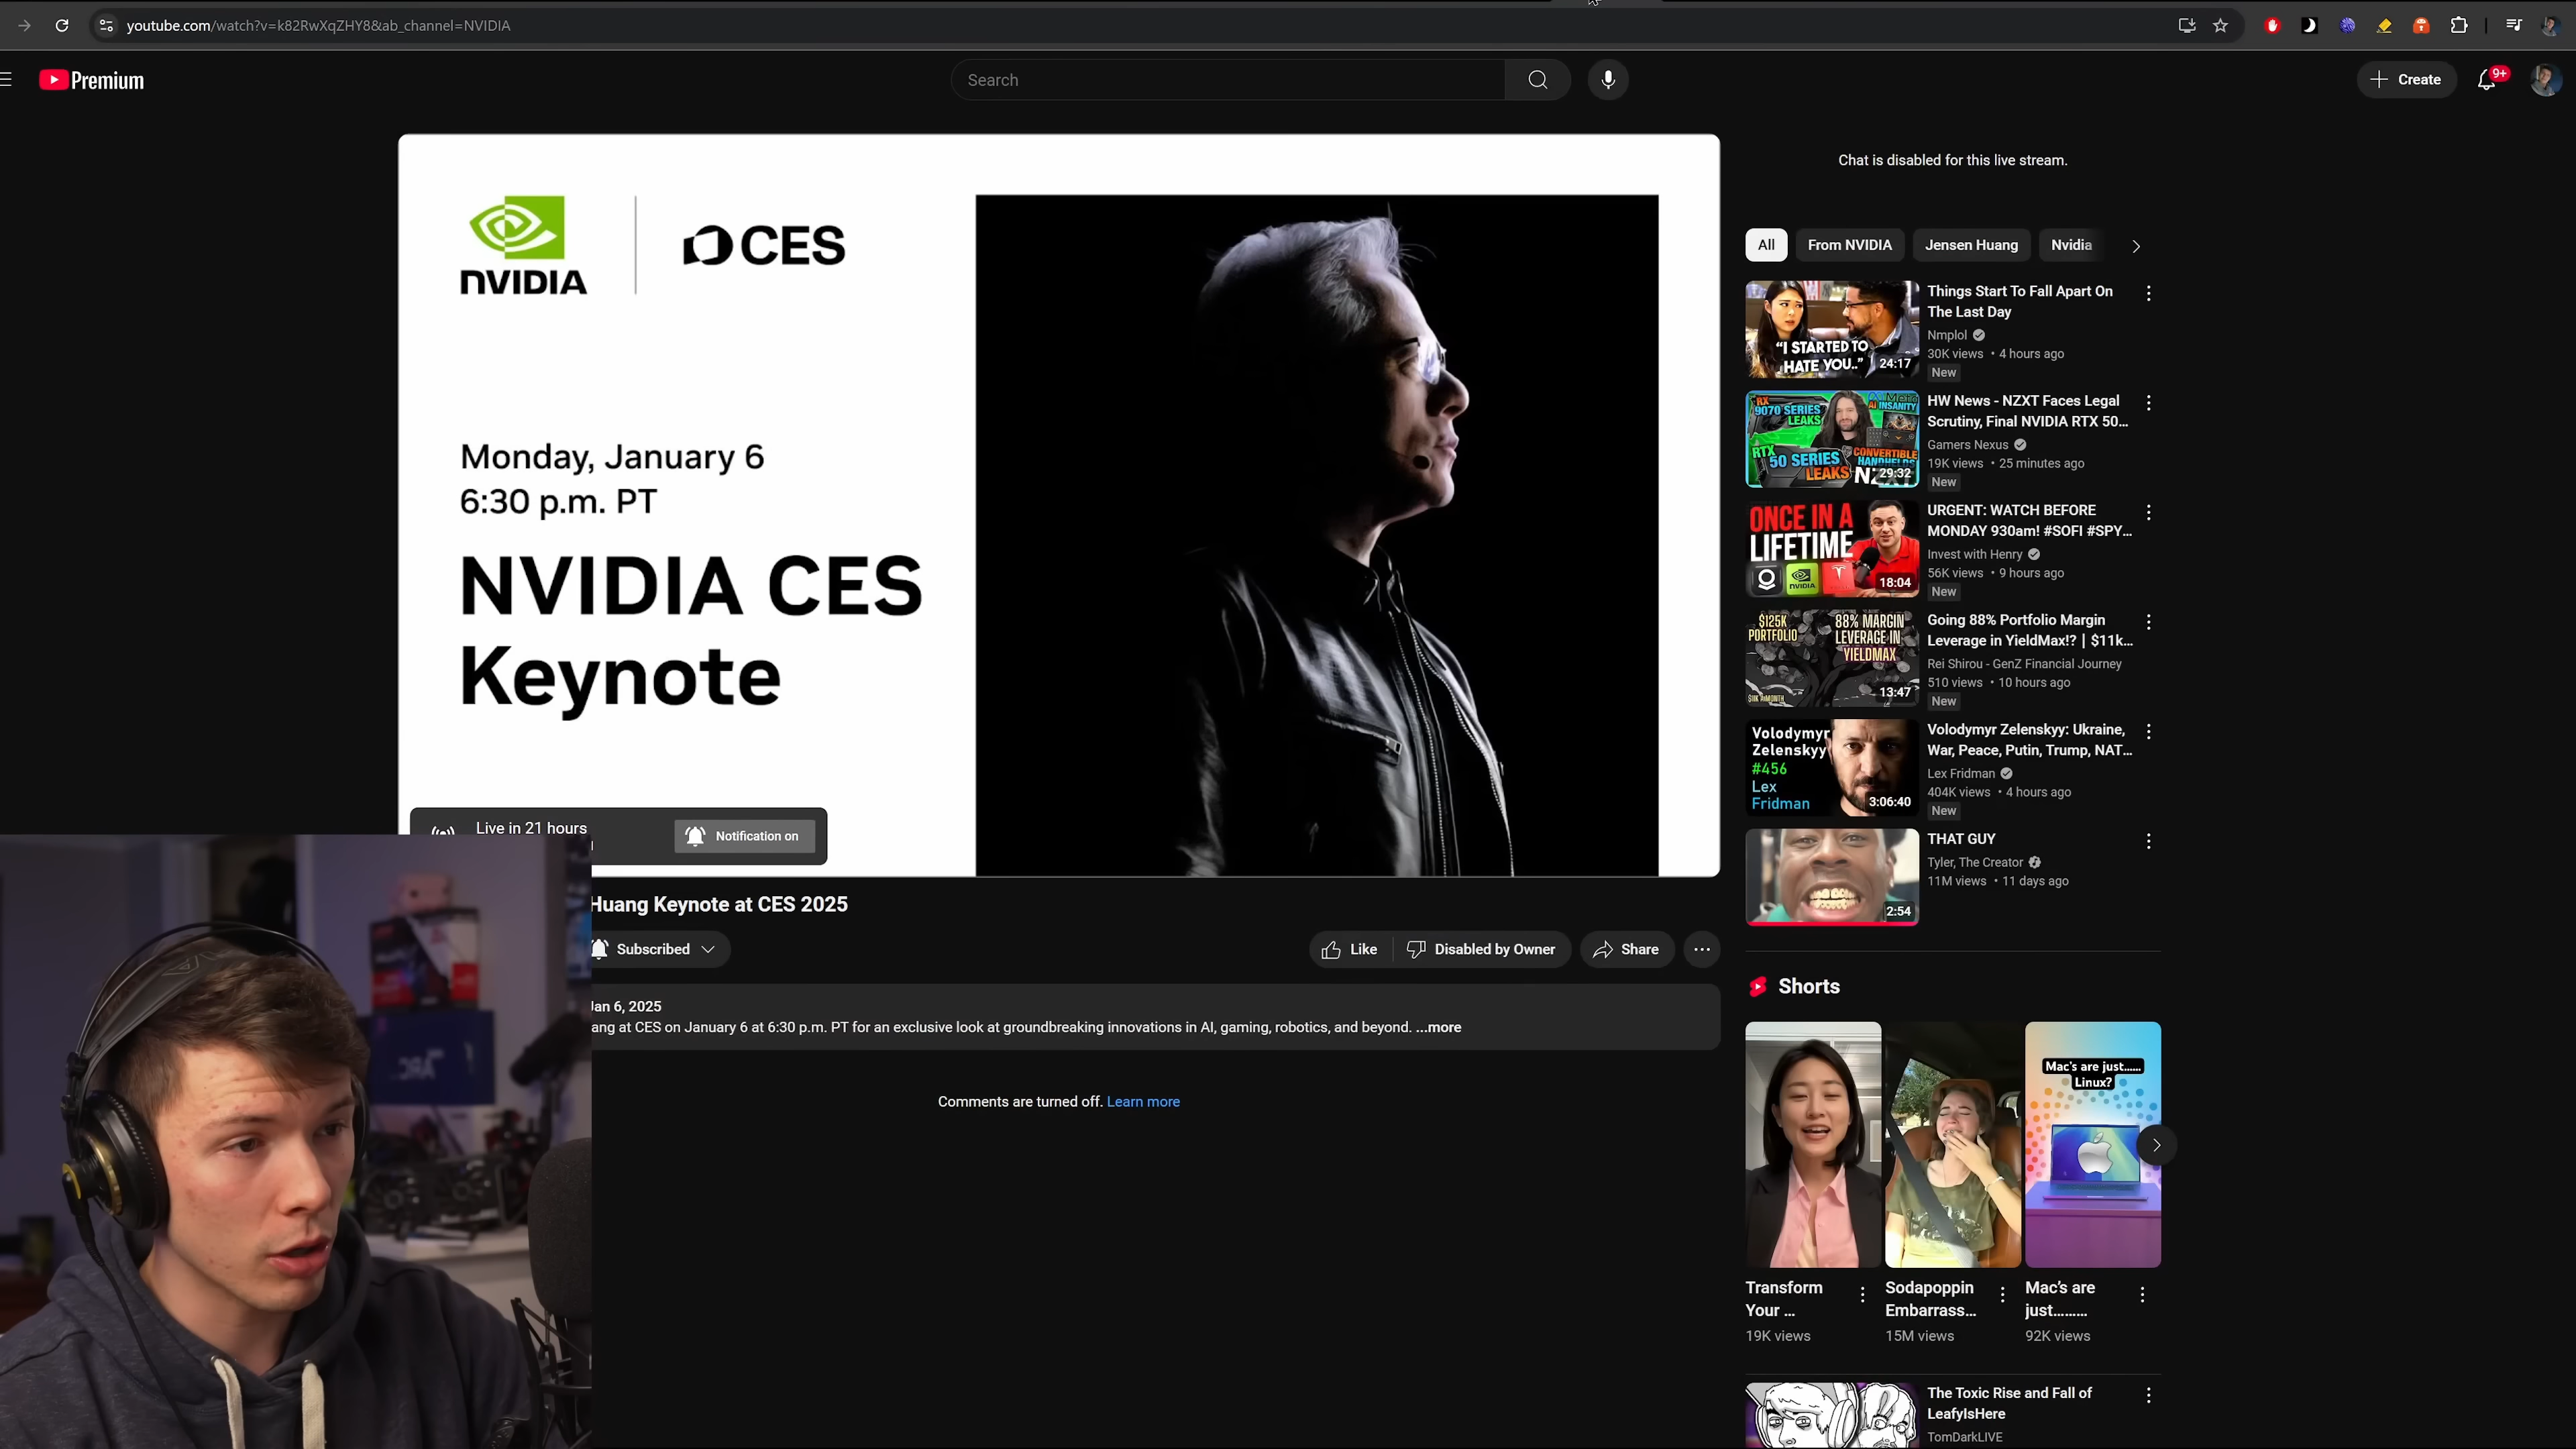 youtube.com/watch?v=k82RwXqZHY8&ab_channel=NVIDIA
Premium
Search
Create
9+
NVIDIA
CES
Monday, January 6
6:30 p.m. PT
NVIDIA CES
Keynote
Live in 21 hours
Notification on
Huang Keynote at CES 2025
Subscribed
Like
Disabled by Owner
Share
Jan 6, 2025
ang at CES on January 6 at 6:30 p.m. PT for an exclusive look at groundbreaking innovations in AI, gaming, robotics, and beyond. ...more
Comments are turned off. Learn more
Chat is disabled for this live stream.
All
From NVIDIA
Jensen Huang
Nvidia
"I STARTED TO
HATE YOU.."
24:17
Things Start To Fall Apart On
The Last Day
Nmplol
30K views • 4 hours ago
New
RX
9070 SERIES
LEAKS
AI
INSANITY
RTX
50 SERIES
LEAKS
CONVERTIBLE
HANDHELDS
29:32
HW News - NZXT Faces Legal
Scrutiny, Final NVIDIA RTX 50...
Gamers Nexus
19K views • 25 minutes ago
New
ONCE IN A
LIFETIME
NVIDIA
18:04
URGENT: WATCH BEFORE
MONDAY 930am! #SOFI #SPY...
Invest with Henry
56K views • 9 hours ago
New
$125K
PORTFOLIO
88% MARGIN
LEVERAGE IN
YIELDMAX
13:47
Going 88% Portfolio Margin
Leverage in YieldMax!? | $11k...
Rei Shirou - GenZ Financial Journey
510 views • 10 hours ago
New
Volodymyr
Zelenskyy
#456
Lex
Fridman
3:06:40
Volodymyr Zelenskyy: Ukraine,
War, Peace, Putin, Trump, NAT...
Lex Fridman
404K views • 4 hours ago
New
2:54
THAT GUY
Tyler, The Creator
11M views • 11 days ago
Shorts
Mac's are just......
Linux?
Transform
Your ...
19K views
Sodapoppin
Embarrass...
15M views
Mac's are
just.........
92K views
The Toxic Rise and Fall of
LeafyIsHere
TomDarkLIVE